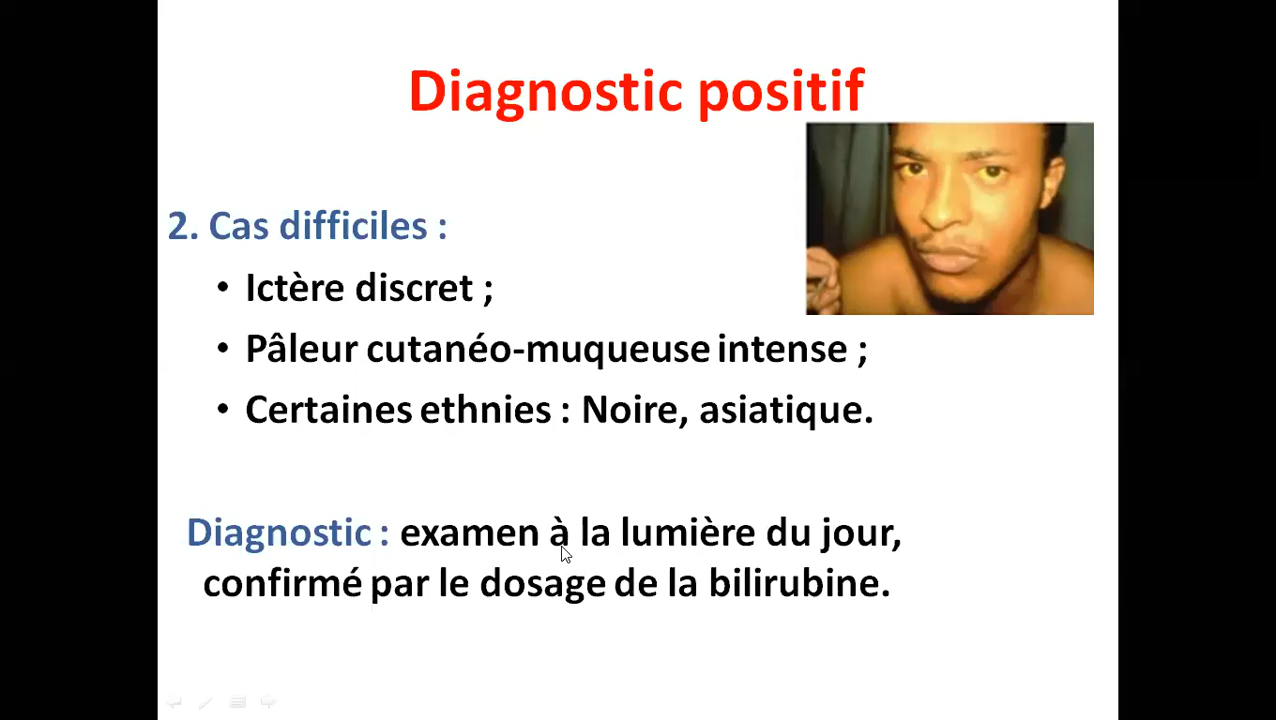 Diagnostic positif
2. Cas difficiles :
• Ictère discret ;
• Pâleur cutanéo-muqueuse intense ;
• Certaines ethnies : Noire, asiatique.
Diagnostic : examen à la lumière du jour,
confirmé par le dosage de la bilirubine.